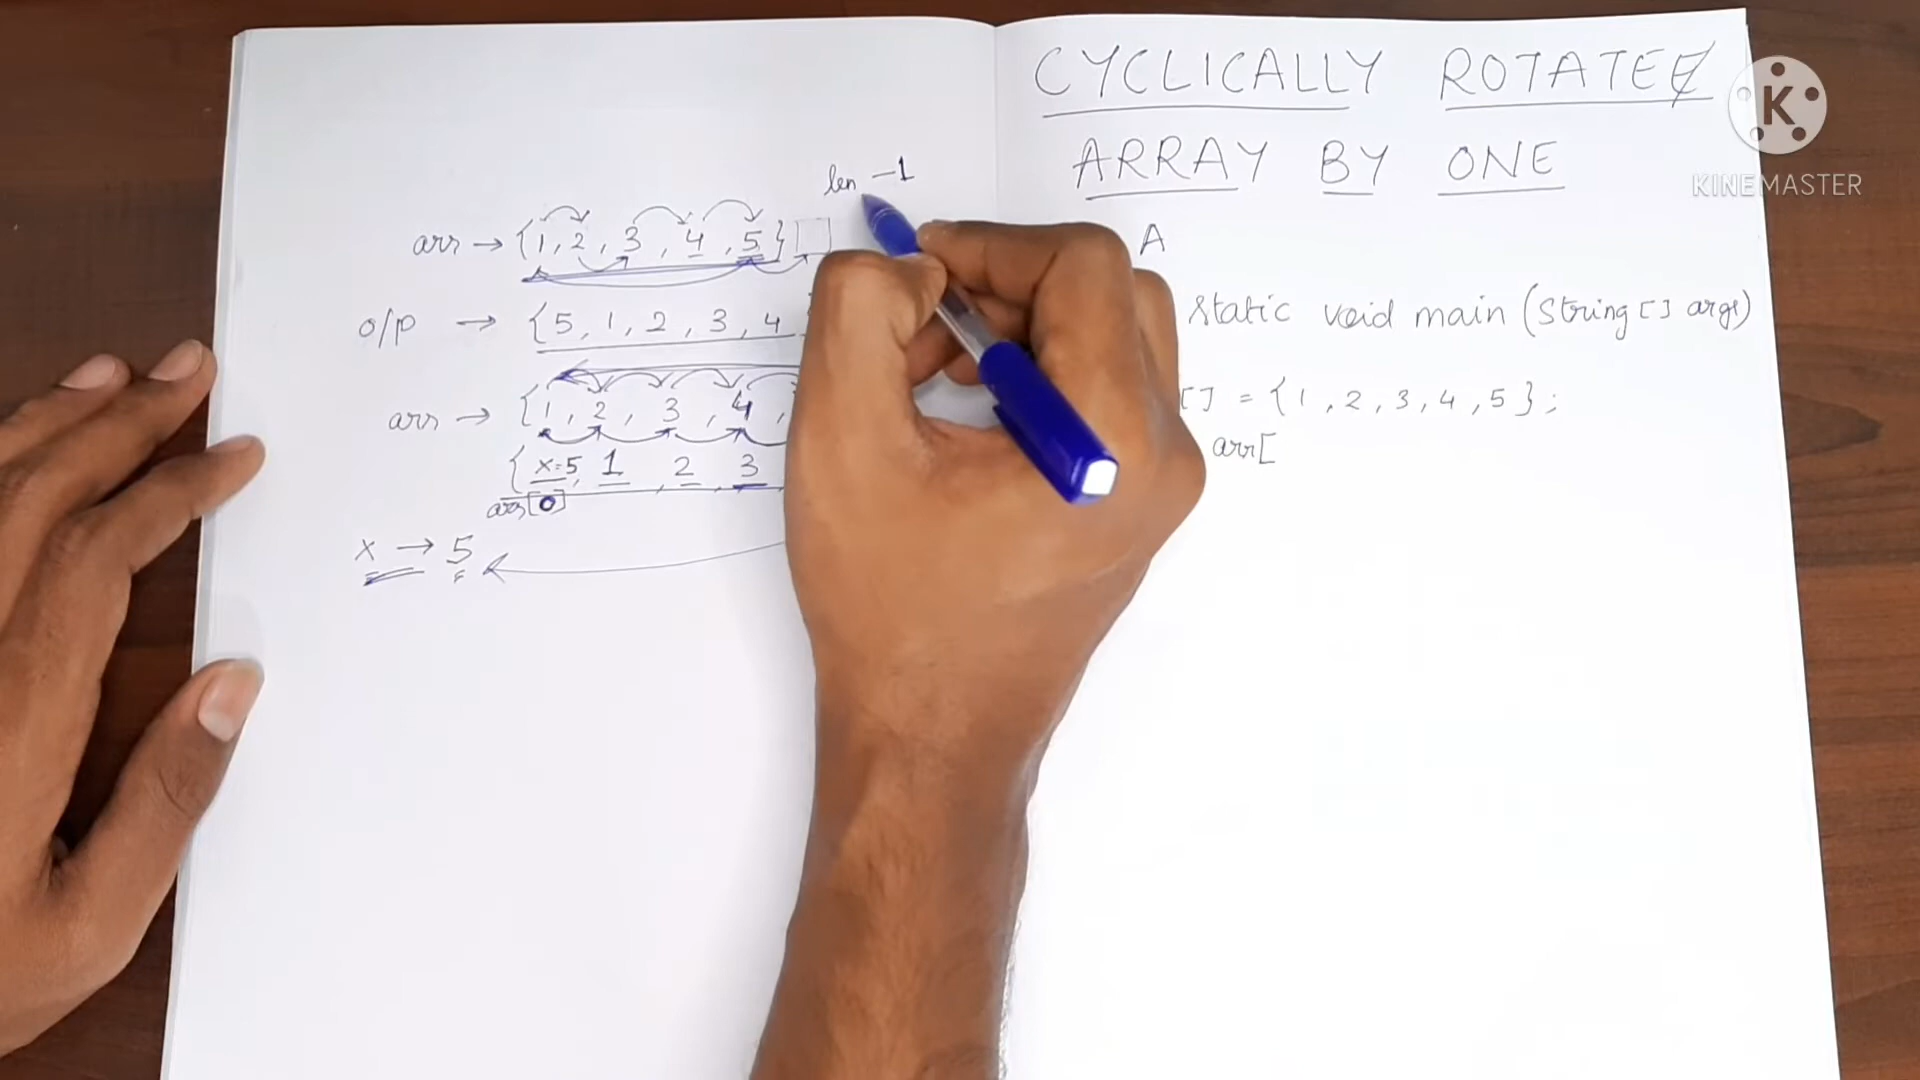 len -1
arr → {1, 2, 3, 4, 5}
o/p → {5, 1, 2, 3, 4
arr → {1, 2, 3, 4,
{x=5, 1 2, 3,
arr[0]
x → 5
CYCLICALLY ROTATE
ARRAY BY ONE
A
static void main (String [] args)
[] = {1, 2, 3, 4, 5};
arr[
K
KINEMASTER